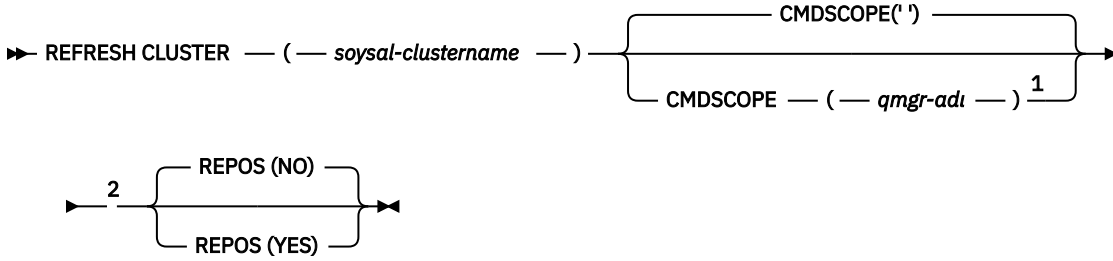 CMDSCOPE(' ')
REFRESH CLUSTER ( soysal-clustername )
CMDSCOPE ( qmgr-adı ) 1
2 REPOS (NO)
REPOS (YES)